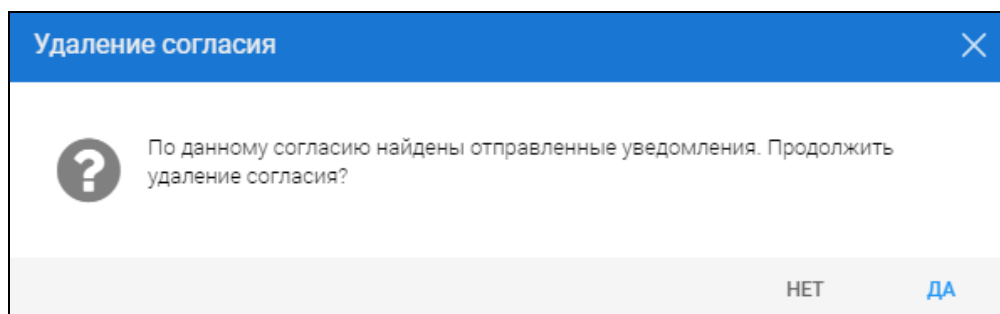 Удаление согласия
По данному согласию найдены отправленные уведомления. Продолжить
удаление согласия?
НЕТ ДА